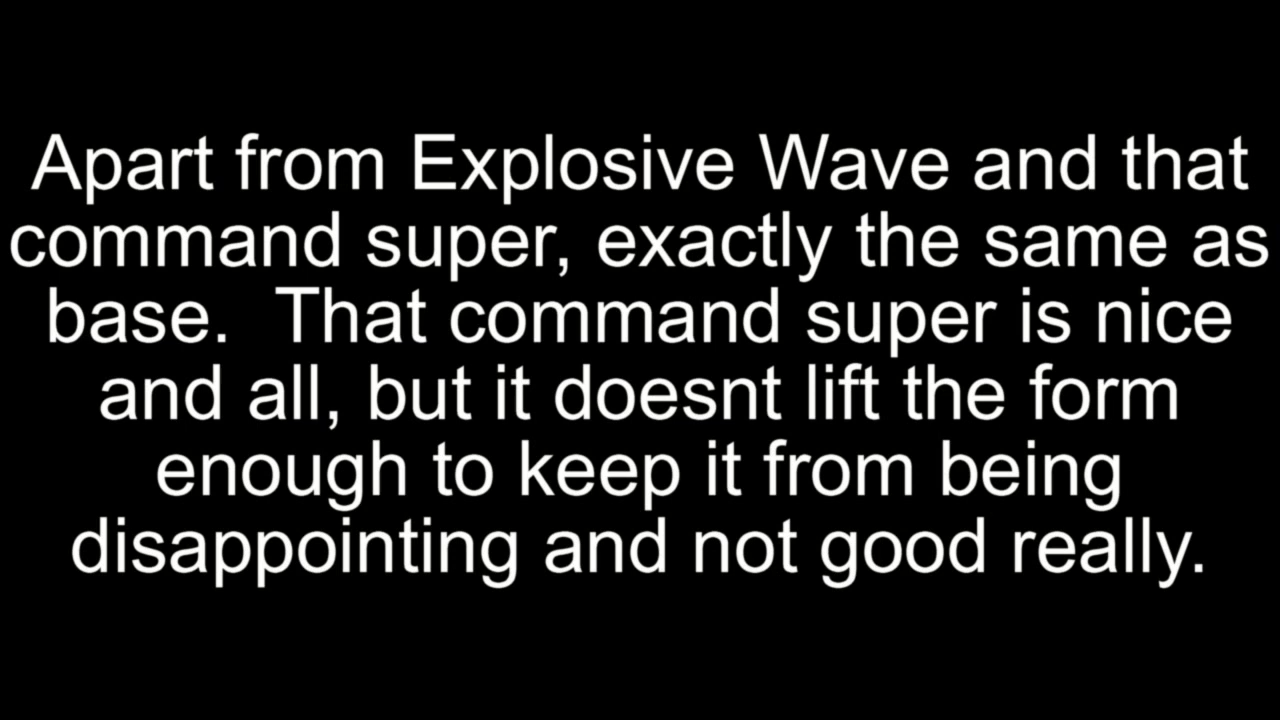 Apart from Explosive Wave and that
command super, exactly the same as
base.  That command super is nice
and all, but it doesnt lift the form
enough to keep it from being
disappointing and not good really.